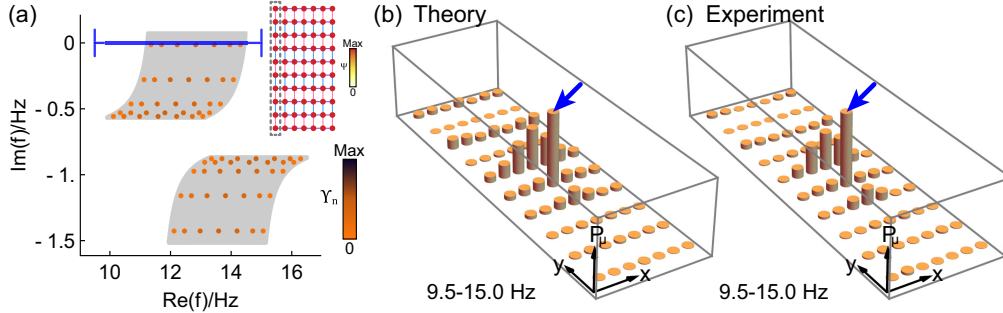 (a)
Im(f)/Hz
0
- 0.5
- 1
- 1.5
10
12
14
16
Re(f)/Hz
Max
Ψ
0
Max
ϒn
0
(b) Theory
Pμ
y
x
9.5-15.0 Hz
(c) Experiment
Pμ
y
x
9.5-15.0 Hz